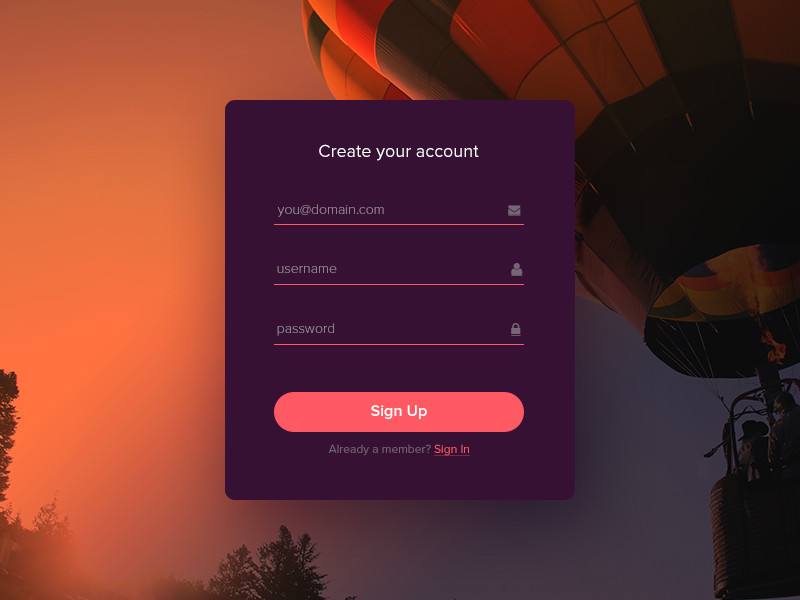 Create your account
you@domain.com
username
password
Sign Up
Already a member? Sign In